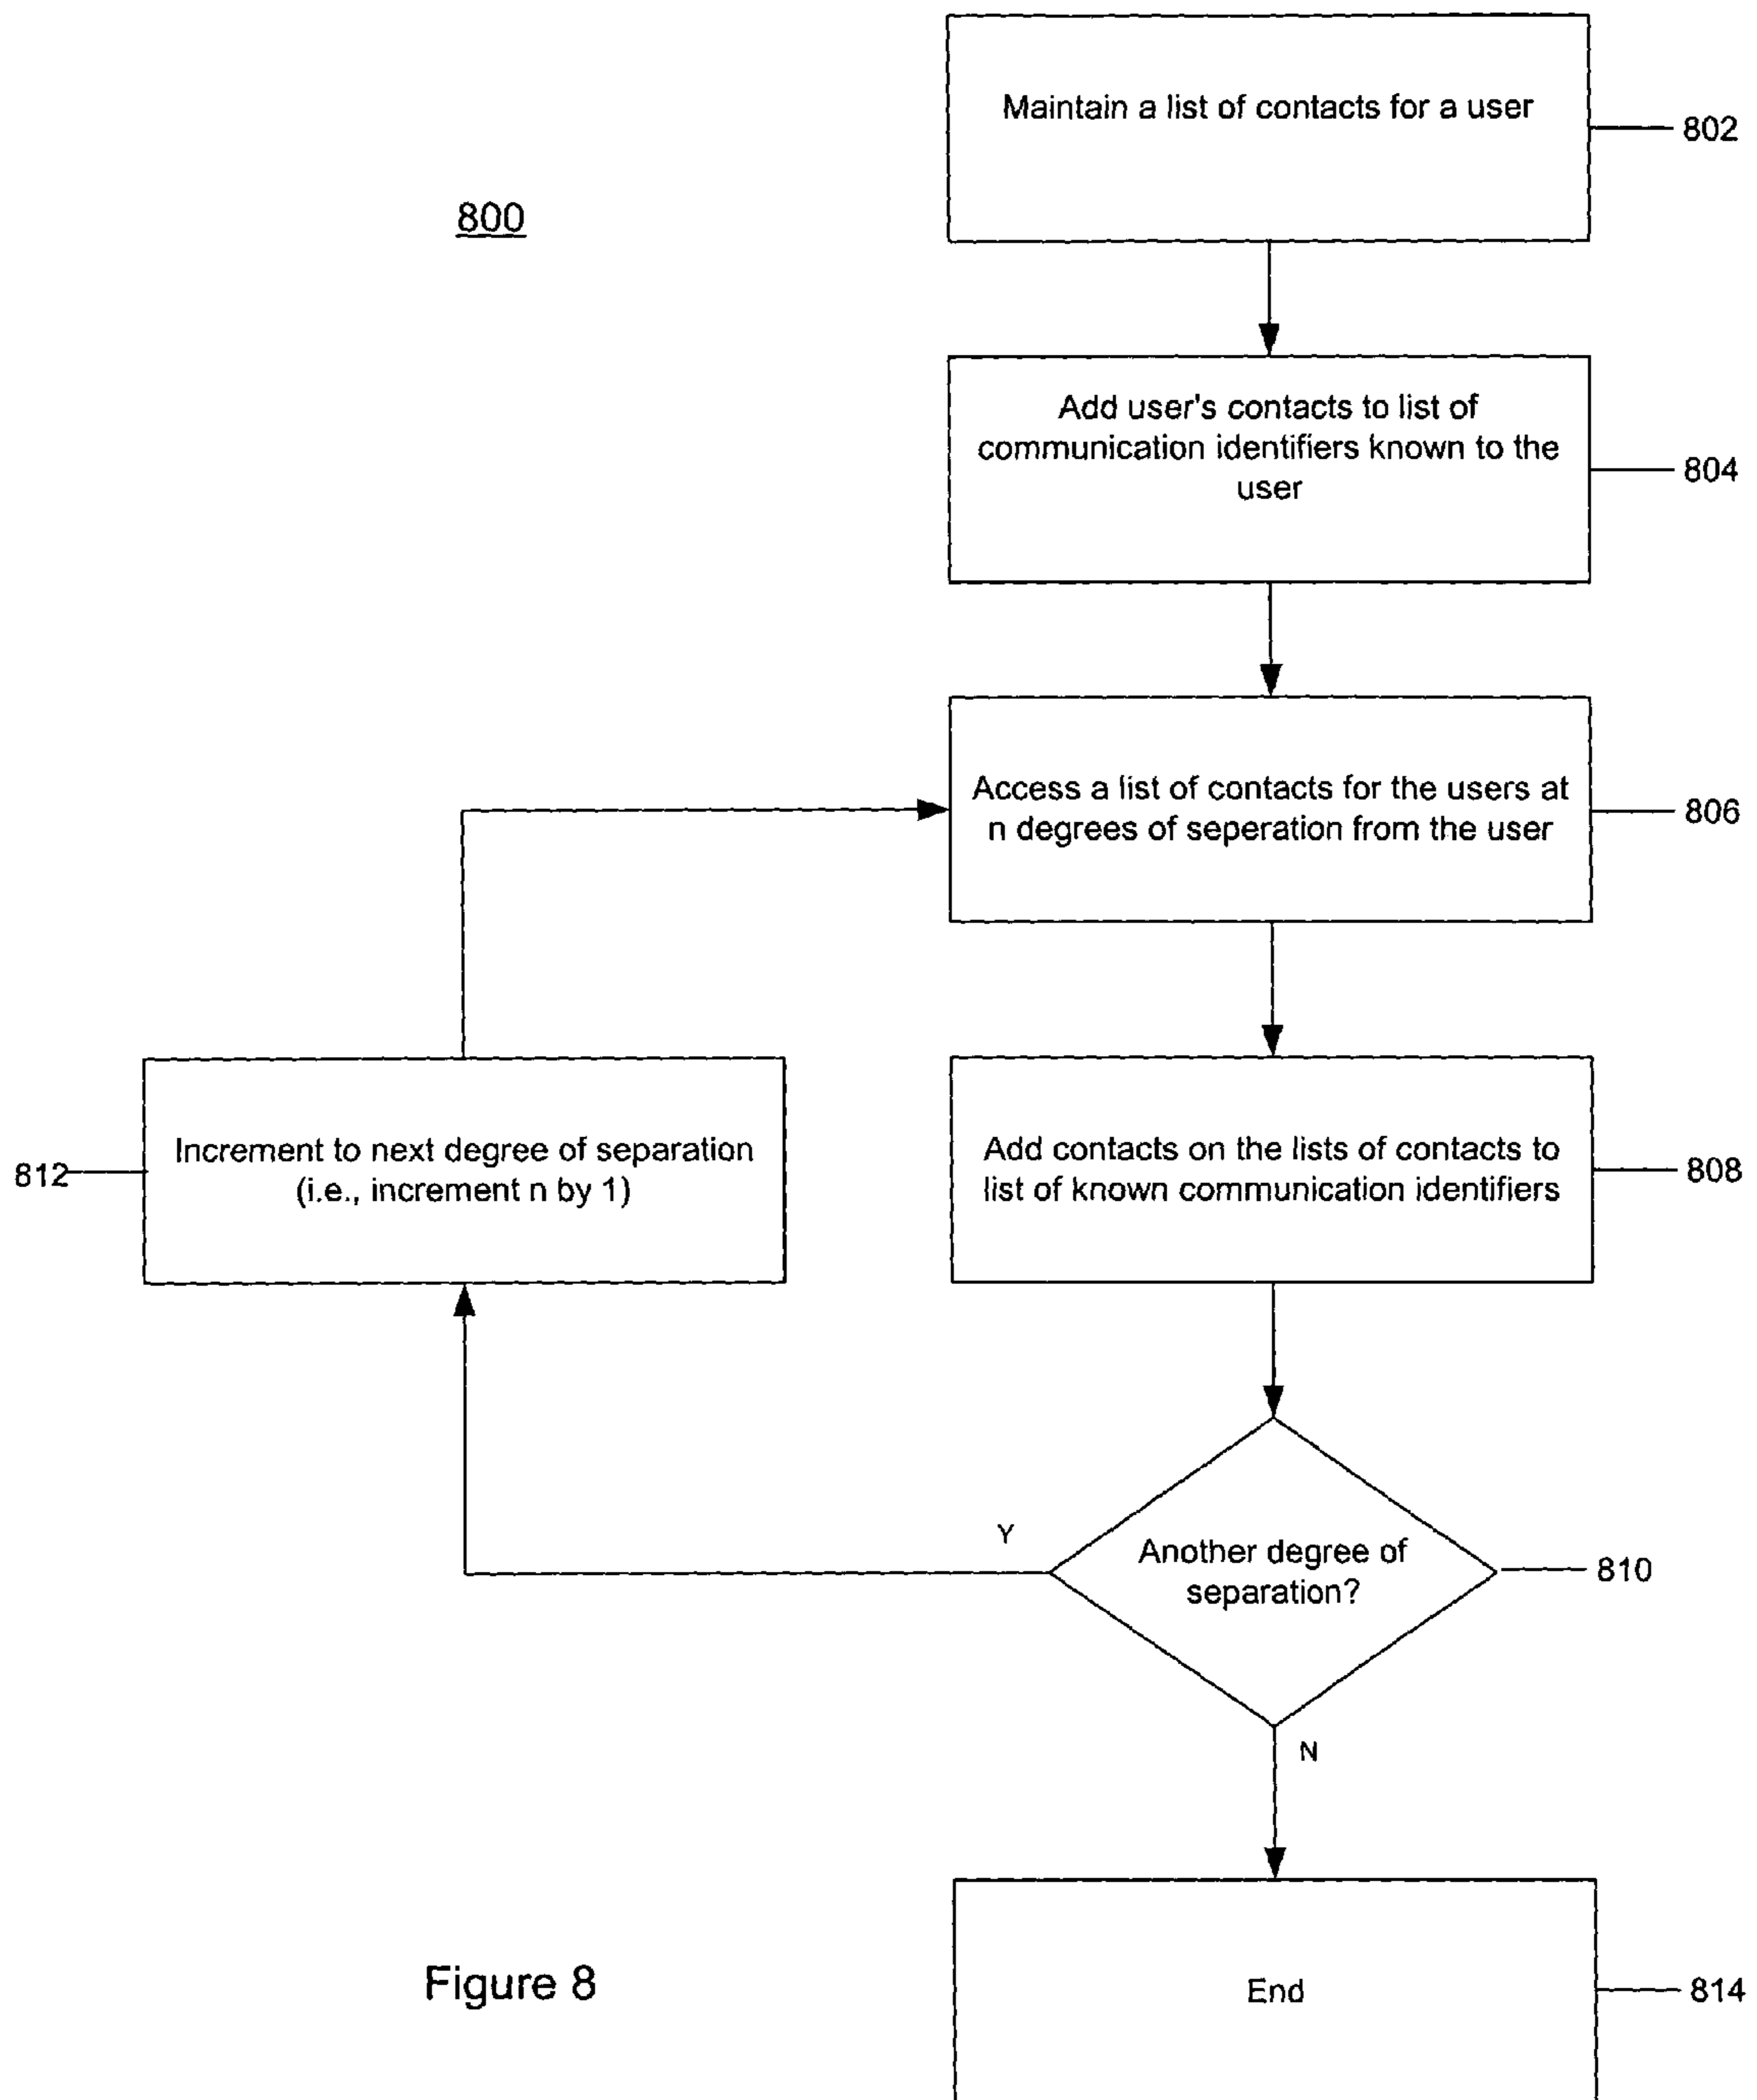 Maintain a list of contacts for a user
802
800
Add user's contacts to list of
communication identifiers known to the
user
804
Access a list of contacts for the users at
n degrees of seperation from the user
806
Increment to next degree of separation
(i.e., increment n by 1)
812
Add contacts on the lists of contacts to
list of known communication identifiers
808
Y
Another degree of
separation?
810
N
End
814
Figure 8